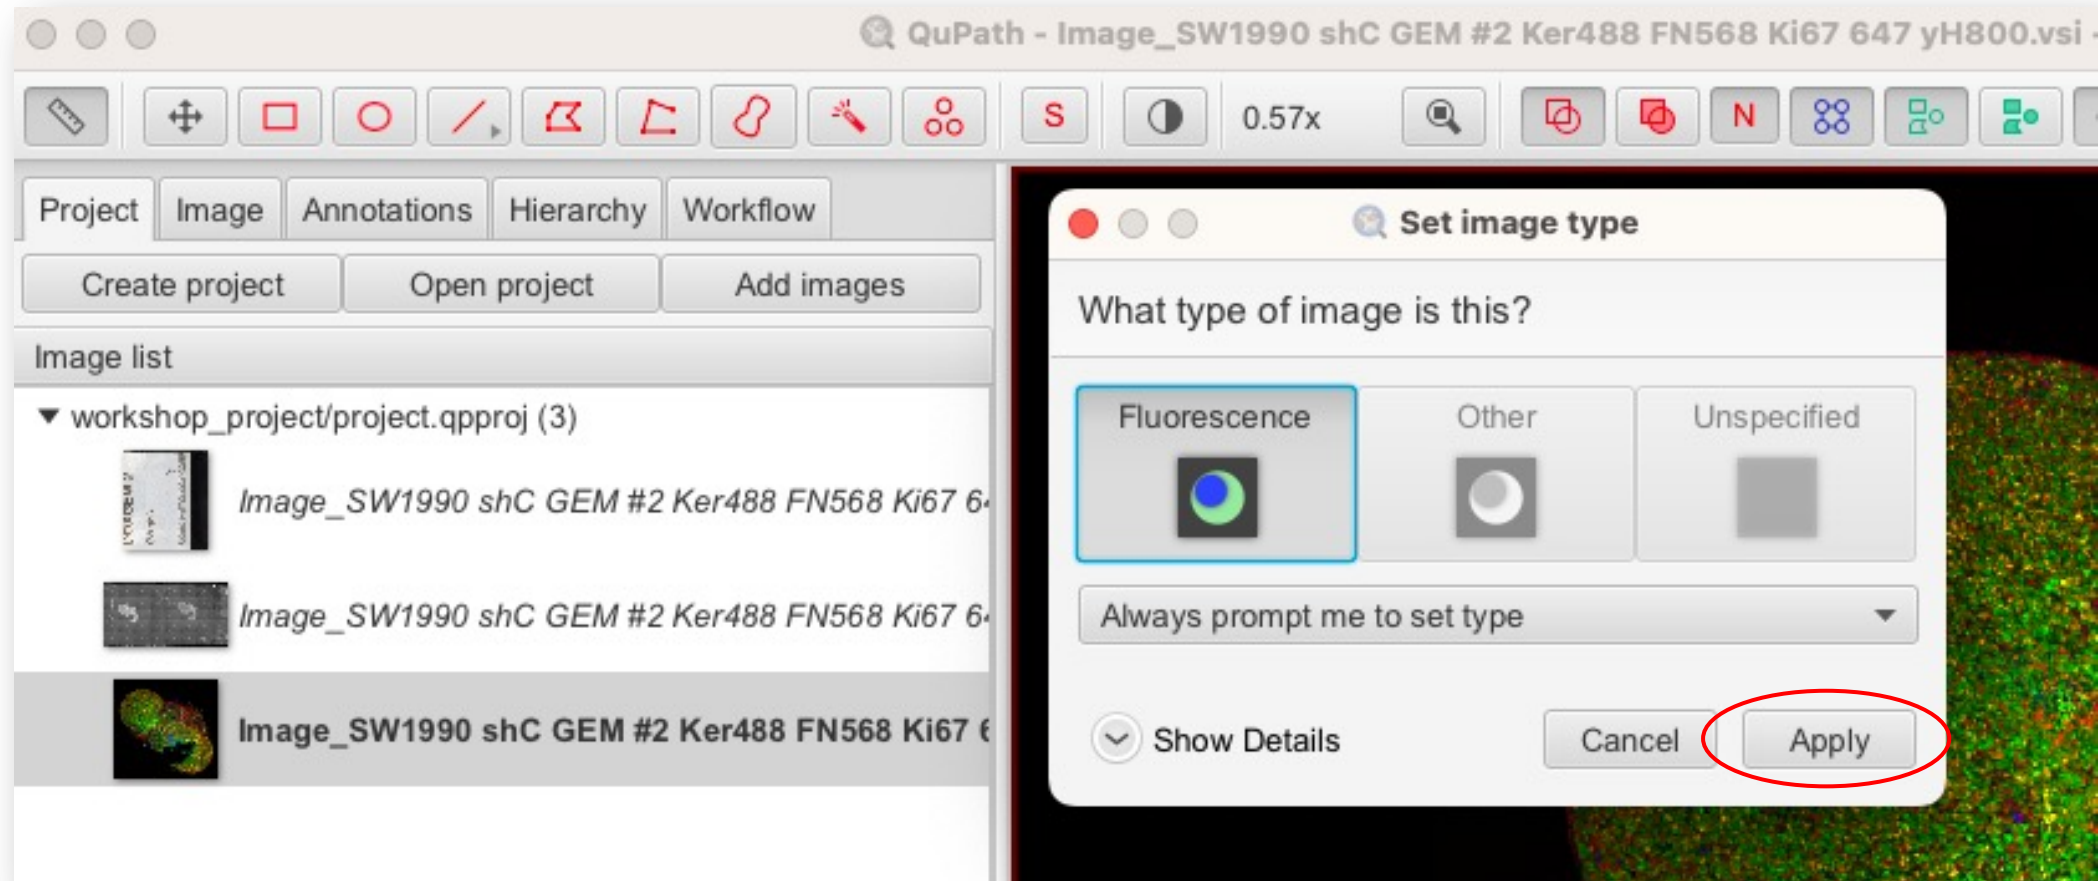 QuPath - Image_SW1990 shC GEM #2 Ker488 FN568 Ki67 647 yH800.vsi -
S
0.57x
N
Project Image Annotations Hierarchy Workflow
Create project Open project Add images
Image list
workshop_project/project.qpproj (3)
Image_SW1990 shC GEM #2 Ker488 FN568 Ki67 6
Image_SW1990 shC GEM #2 Ker488 FN568 Ki67 6
Image_SW1990 shC GEM #2 Ker488 FN568 Ki67 6
Set image type
What type of image is this?
Fluorescence Other Unspecified
Always prompt me to set type
Show Details Cancel Apply